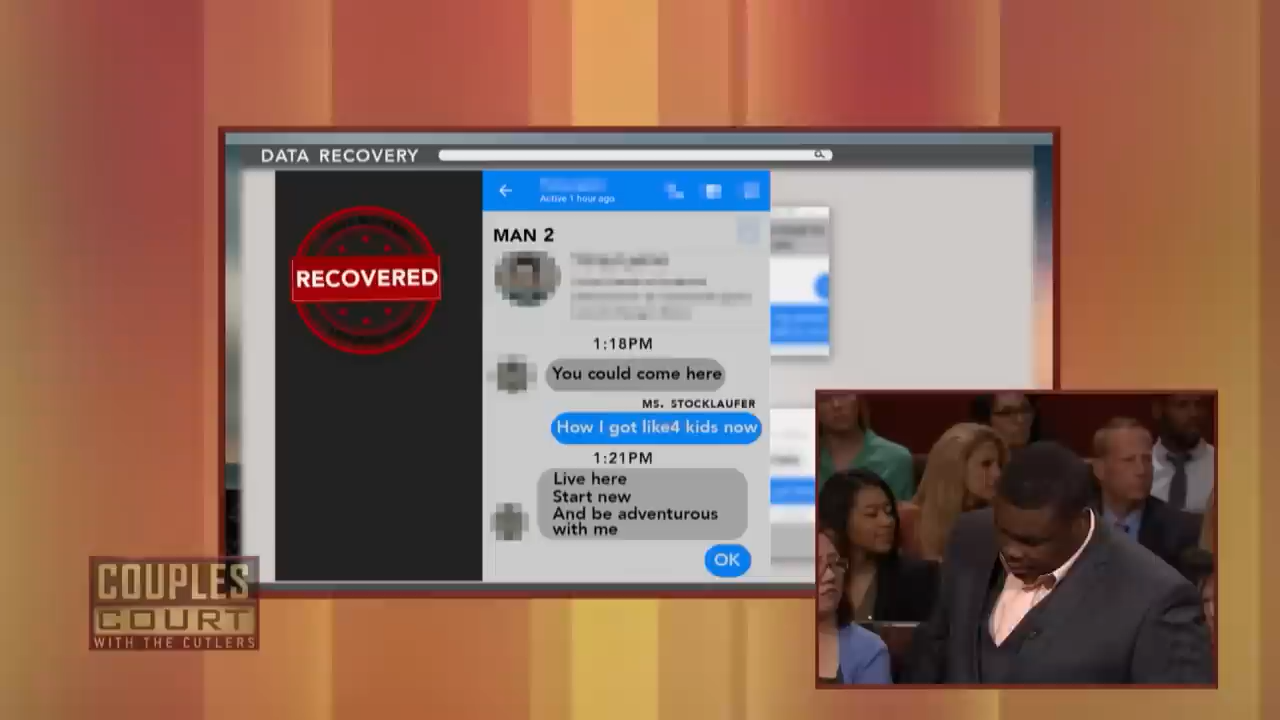 DATA RECOVERY
RECOVERED
Active 1 hour ago
MAN 2
1:18PM
You could come here
MS. STOCKLAUFER
How I got like4 kids now
1:21PM
Live here
Start new
And be adventurous
with me
OK
COUPLES
COURT
WITH THE CUTLERS